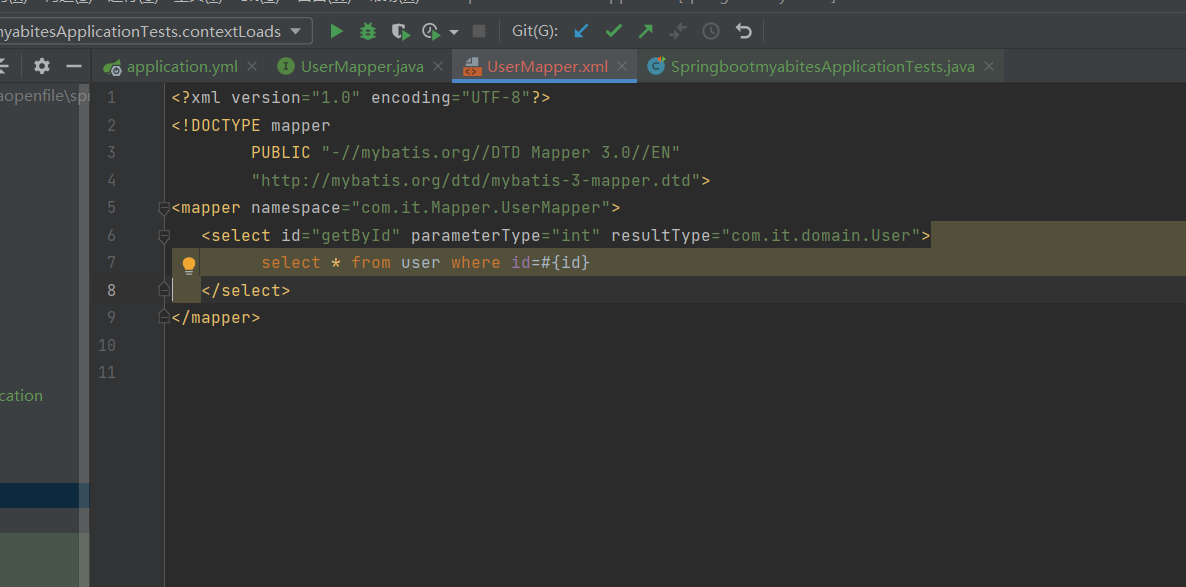 yabitesApplicationTests.contextLoads
Git(G):
application.yml
UserMapper.java
UserMapper.xml
SpringbootmyabitesApplicationTests.java
aopenfile\spr
1 <?xml version="1.0" encoding="UTF-8"?>
2 <!DOCTYPE mapper
3 PUBLIC "-//mybatis.org//DTD Mapper 3.0//EN"
4 "http://mybatis.org/dtd/mybatis-3-mapper.dtd">
5 <mapper namespace="com.it.Mapper.UserMapper">
6 <select id="getById" parameterType="int" resultType="com.it.domain.User">
7 select * from user where id=#{id}
8 </select>
9 </mapper>
10
11
cation